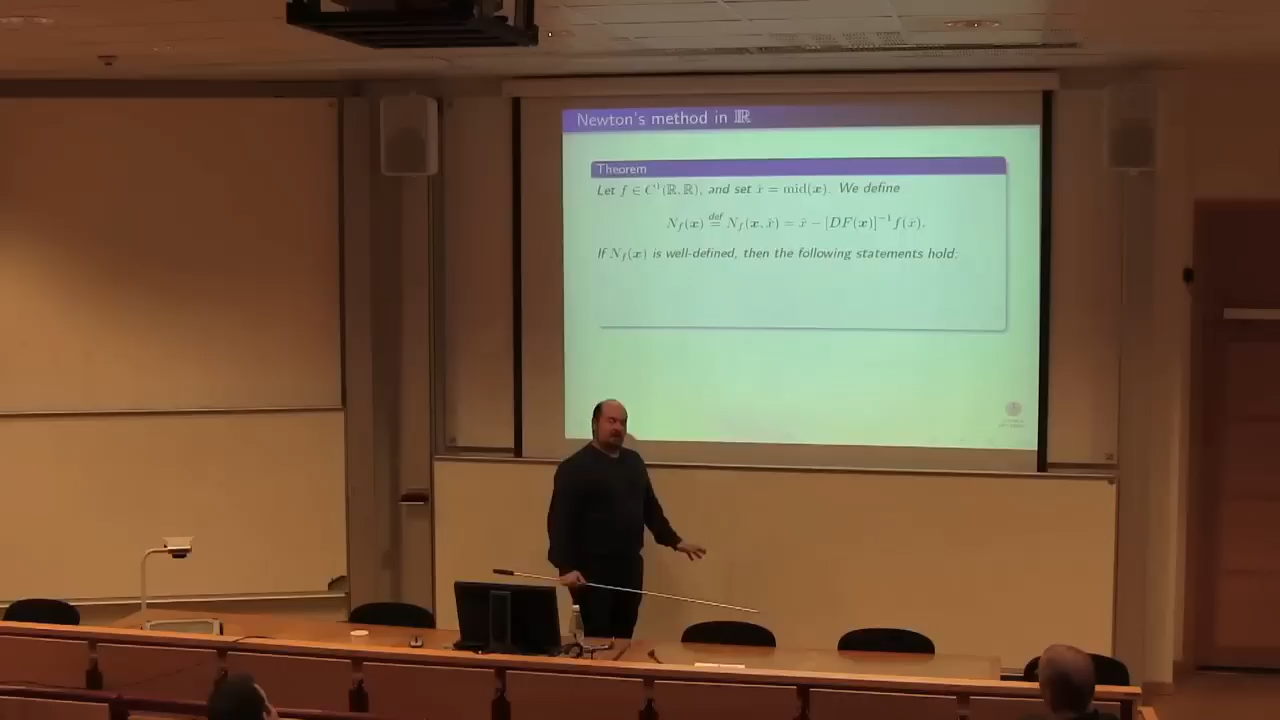 Newton's method in ℝ
Theorem
Let f ∈ C¹(ℝ, ℝ), and set x̌ = mid(𝒙). We define
N_f(𝒙) ≝ N_f(𝒙, x̌) = x̌ − [DF(𝒙)]⁻¹f(x̌).
If N_f(𝒙) is well-defined, then the following statements hold: